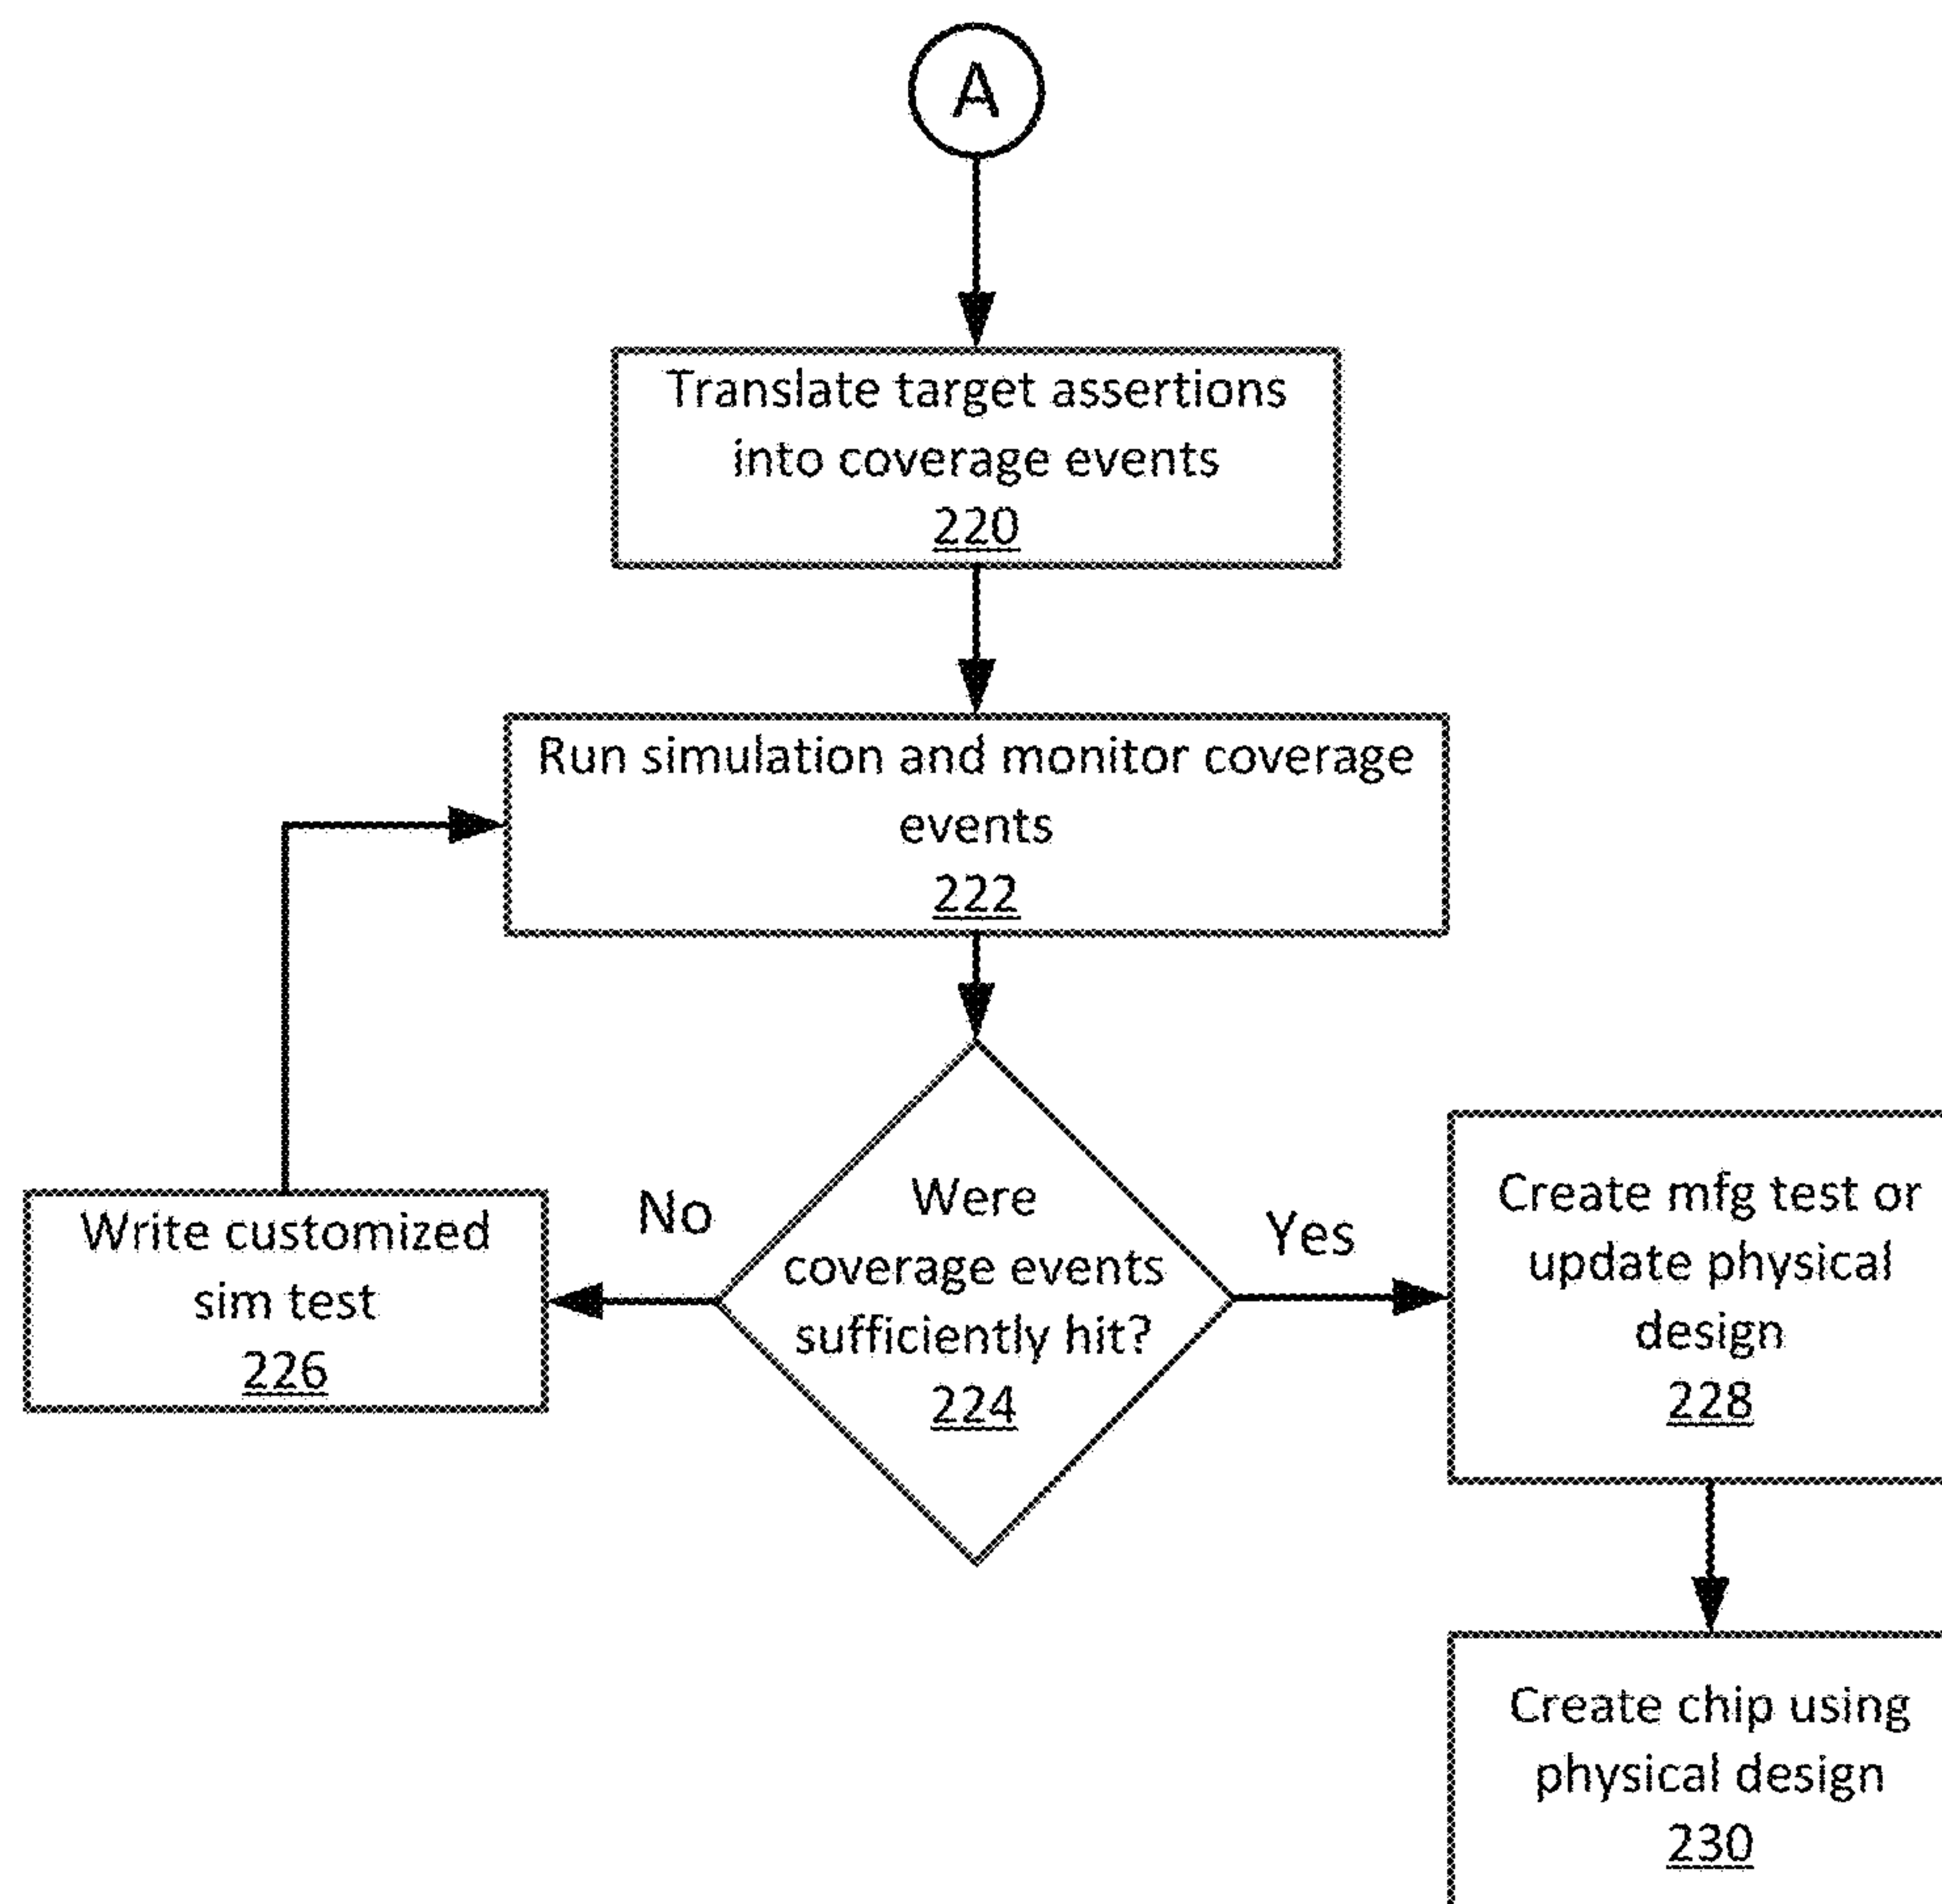 A
Translate target assertions
into coverage events
220
Run simulation and monitor coverage
events
222
Were
coverage events
sufficiently hit?
224
No
Write customized
sim test
226
Yes
Create mfg test or
update physical
design
228
Create chip using
physical design
230